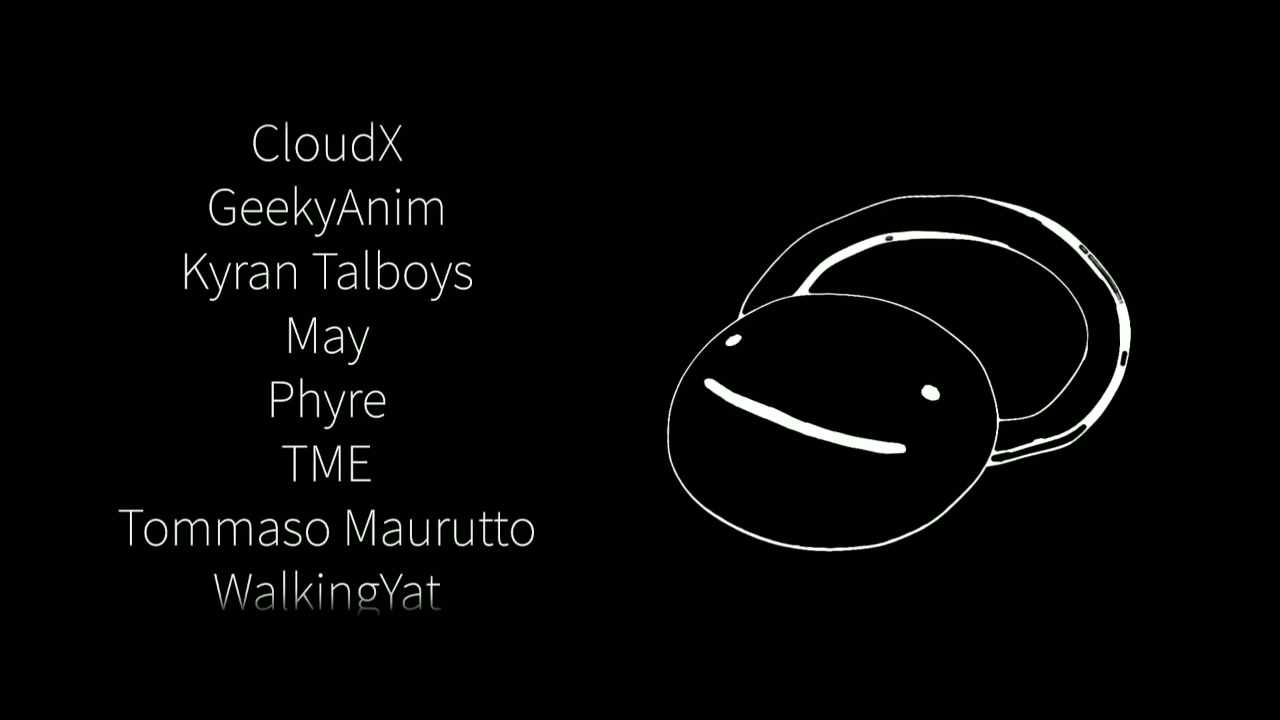 CloudX
GeekyAnim
Kyran Talboys
May
Phyre
TME
Tommaso Maurutto
WalkingYat